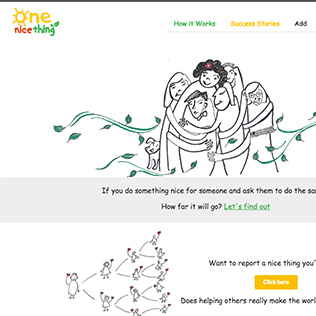 One
nice thing
How it Works Success Stories Add
If you do something nice for someone and ask them to do the sa
How far it will go? Let's find out
Want to report a nice thing you'
Click here
Does helping others really make the worl